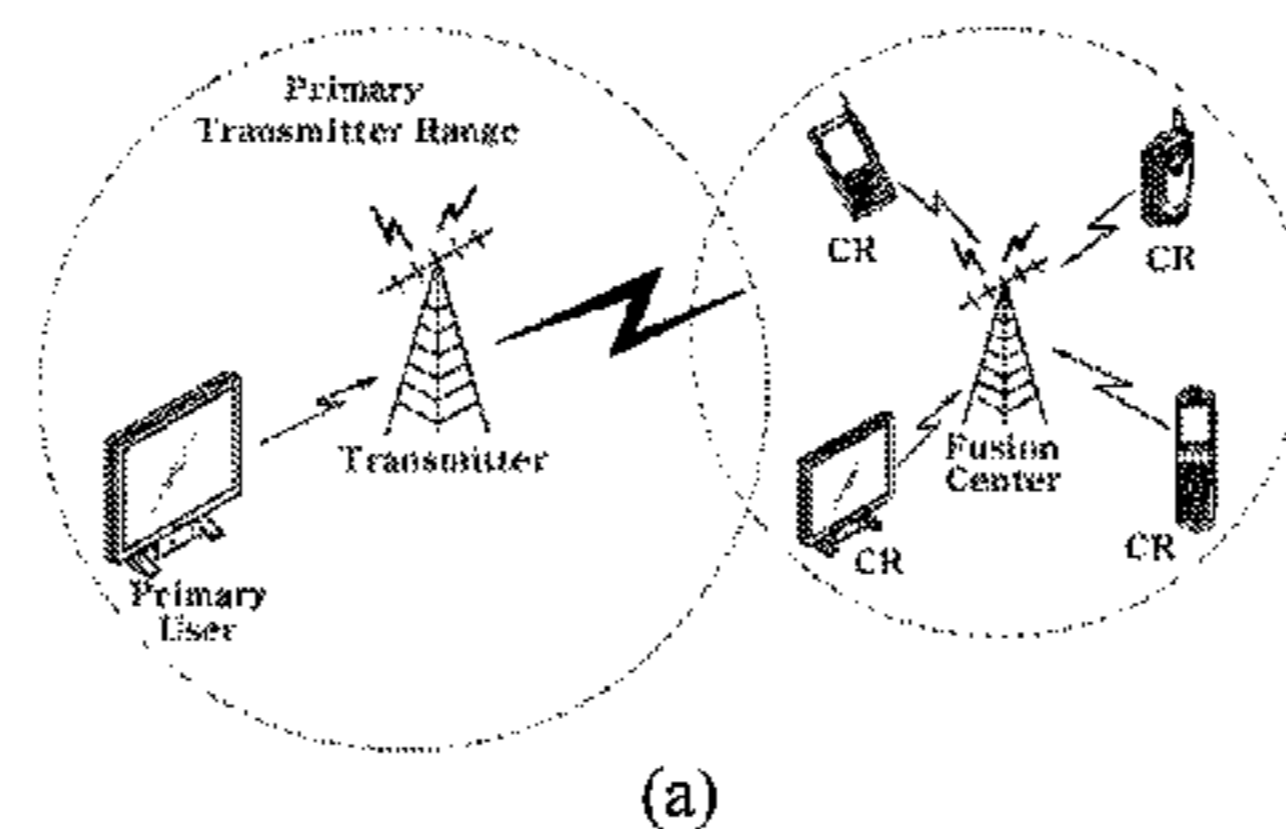 Primary
Transmitter Range
CR
CR
Transmitter
Fusion
Center
CR
CR
Primary
User
(a)